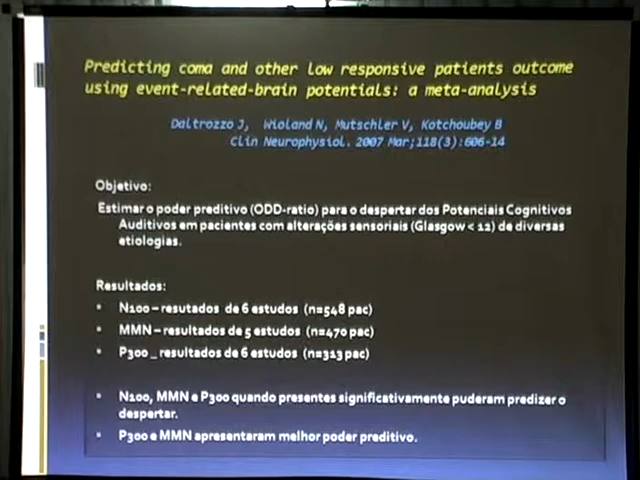 Predicting coma and other low responsive patients outcome
using event-related-brain potentials: a meta-analysis
Daltrozzo J, Wioland N, Mutschler V, Kotchoubey B
Clin Neurophysiol. 2007 Mar;118(3):606-14
Objetivo:
Estimar o poder preditivo (ODD-ratio) para o despertar dos Potenciais Cognitivos
Auditivos em pacientes com alterações sensoriais (Glasgow < 12) de diversas
etiologias.
Resultados:
• N100 – resutados de 6 estudos (n=548 pac)
• MMN – resultados de 5 estudos (n=470 pac)
• P300 _ resultados de 6 estudos (n=313 pac)
• N100, MMN e P300 quando presentes significativamente puderam predizer o
despertar.
• P300 e MMN apresentaram melhor poder preditivo.